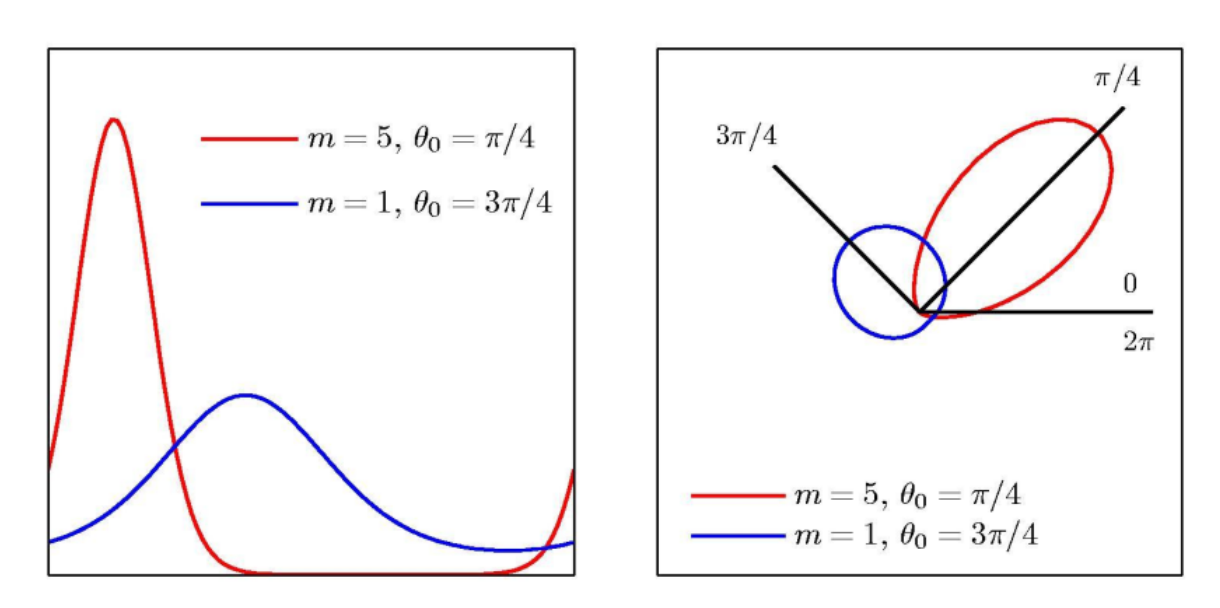 m = 5, θ₀ = π/4
m = 1, θ₀ = 3π/4
π/4
3π/4
0
2π
m = 5, θ₀ = π/4
m = 1, θ₀ = 3π/4